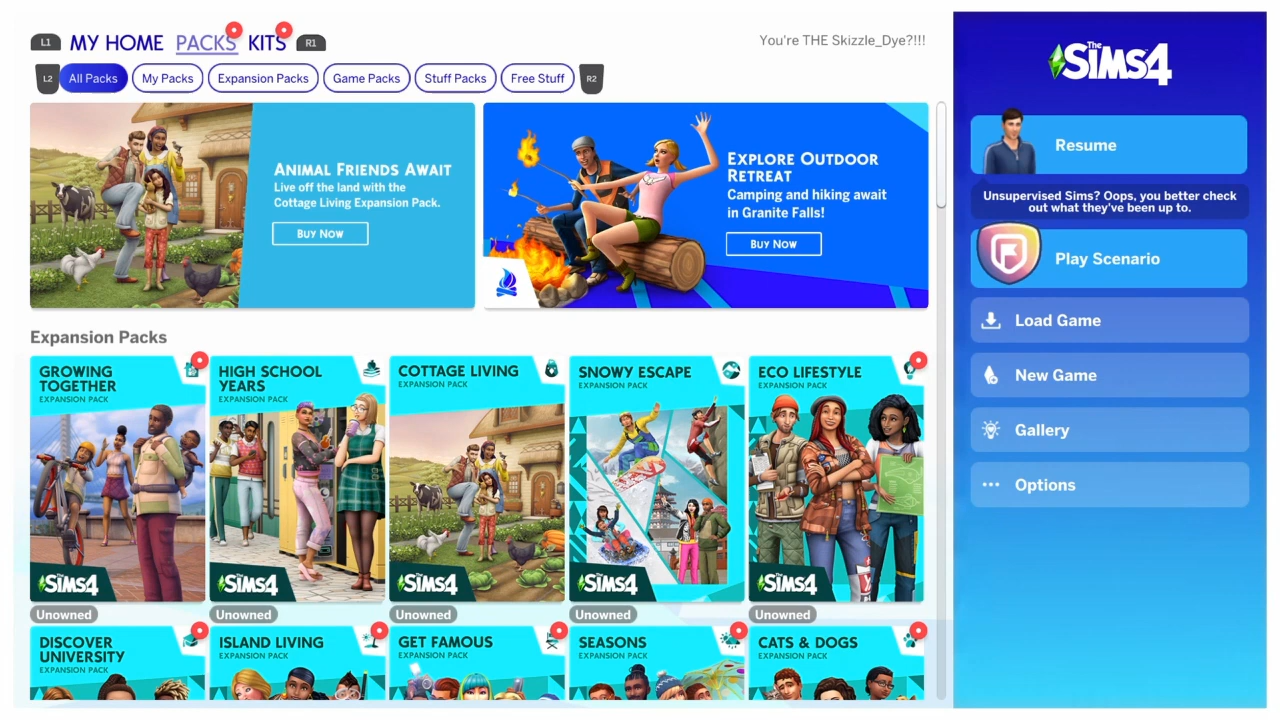 L1 MY HOME PACKS KITS R1
You're THE Skizzle_Dye?!!!
L2 All Packs My Packs Expansion Packs Game Packs Stuff Packs Free Stuff R2
ANIMAL FRIENDS AWAIT
Live off the land with the
Cottage Living Expansion Pack.
BUY NOW
EXPLORE OUTDOOR
RETREAT
Camping and hiking await
in Granite Falls!
BUY NOW
Expansion Packs
GROWING
TOGETHER
EXPANSION PACK
The SIMS4
Unowned
HIGH SCHOOL
YEARS
EXPANSION PACK
The SIMS4
Unowned
COTTAGE LIVING
EXPANSION PACK
The SIMS4
Unowned
SNOWY ESCAPE
EXPANSION PACK
The SIMS4
Unowned
ECO LIFESTYLE
EXPANSION PACK
The SIMS4
Unowned
DISCOVER
UNIVERSITY
EXPANSION PACK
ISLAND LIVING
EXPANSION PACK
GET FAMOUS
EXPANSION PACK
SEASONS
EXPANSION PACK
CATS & DOGS
EXPANSION PACK
The SIMS4
Resume
Unsupervised Sims? Oops, you better check
out what they've been up to.
Play Scenario
Load Game
New Game
Gallery
Options